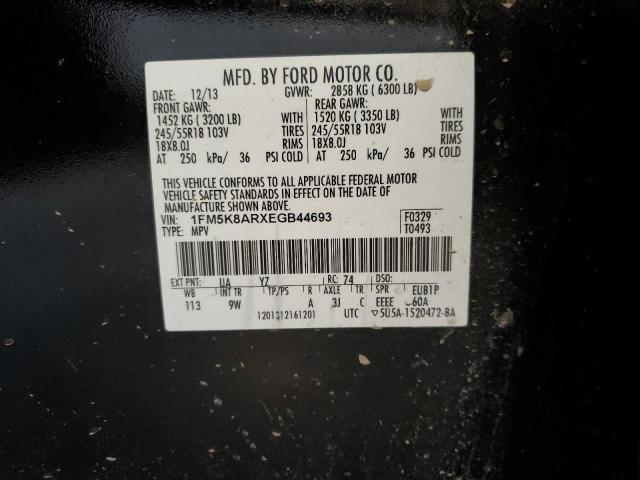 MFD. BY FORD MOTOR CO.
DATE: 12/13 GVWR: 2858 KG ( 6300 LB)
FRONT GAWR: REAR GAWR:
1452 KG ( 3200 LB) WITH 1520 KG ( 3350 LB) WITH
245/55R18 103V TIRES 245/55R18 103V TIRES
18X8.0J RIMS 18X8.0J RIMS
AT 250 kPa/ 36 PSI COLD AT 250 kPa/ 36 PSI COLD
THIS VEHICLE CONFORMS TO ALL APPLICABLE FEDERAL MOTOR
VEHICLE SAFETY STANDARDS IN EFFECT ON THE DATE OF
MANUFACTURE SHOWN ABOVE.
VIN: 1FM5K8ARXEGB44693 F0329
TYPE: MPV T0493
EXT PNT: UA Y7 RC: 74 DSO:
WB INT TR TP/PS R AXLE TR SPR EUB1P
113 9W A 3J C EEEE 60A
1201312161201 UTC ▽5U5A-1520472-BA